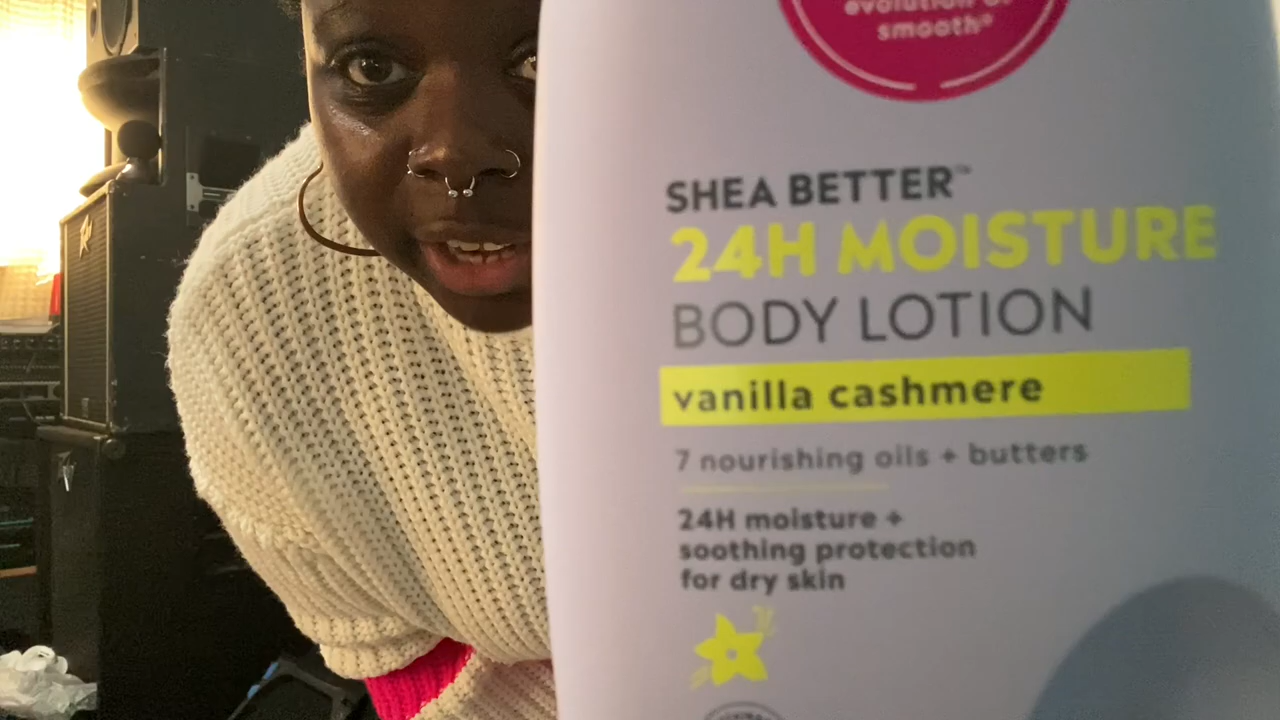 evolution of
smooth®
SHEA BETTER™
24H MOISTURE
BODY LOTION
vanilla cashmere
7 nourishing oils + butters
24H moisture +
soothing protection
for dry skin